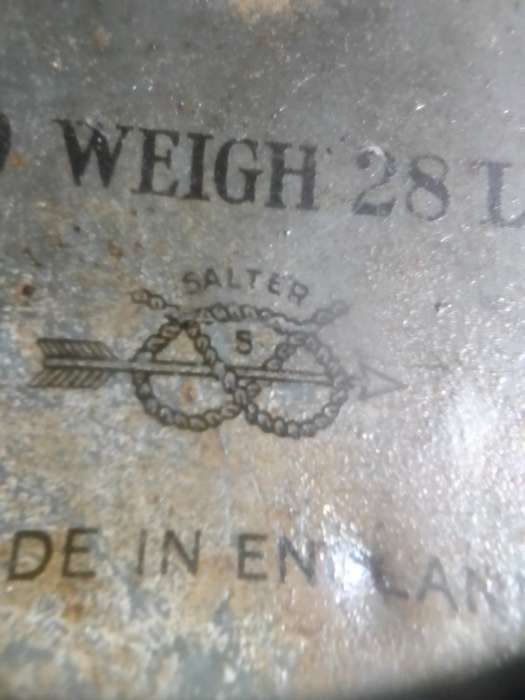 WEIGH 28 L
SALTER
S
DE IN EN LAN